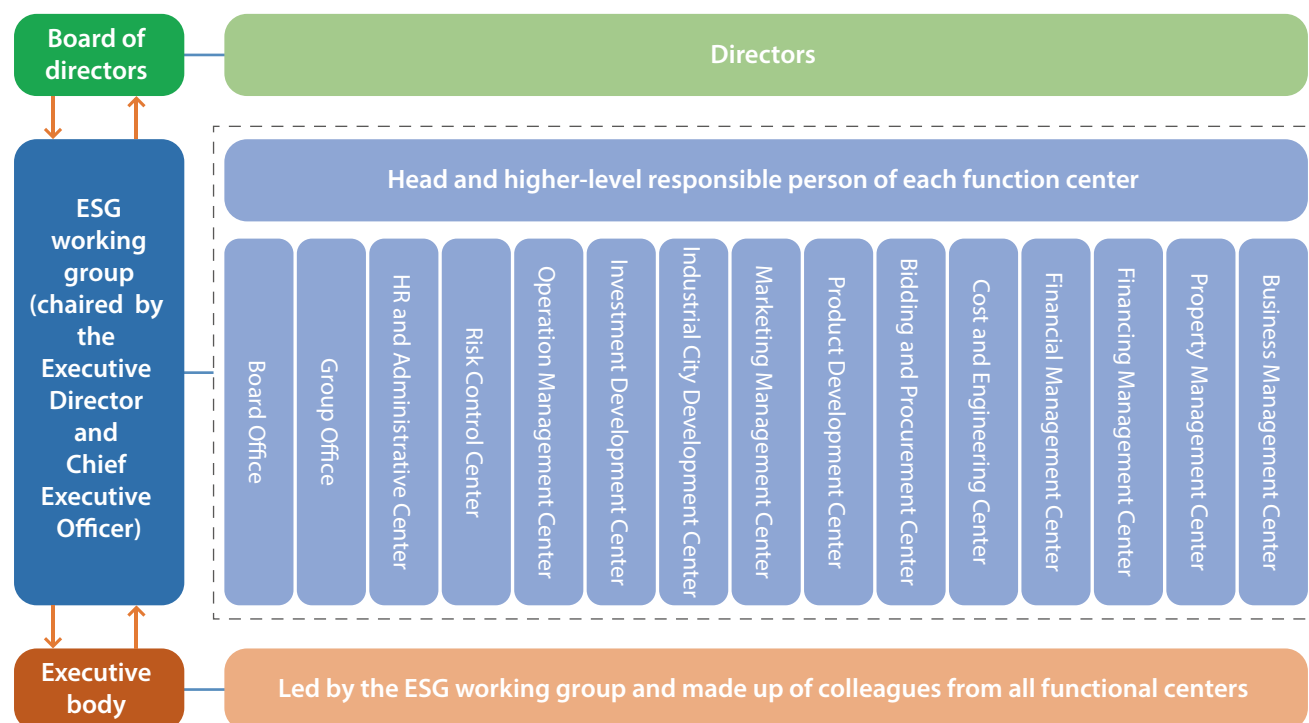 Board of
directors
Directors
ESG
working
group
(chaired by
the
Executive
Director
and
Chief
Executive
Officer)
Head and higher-level responsible person of each function center
Board Office
Group Office
HR and Administrative Center
Risk Control Center
Operation Management Center
Investment Development Center
Industrial City Development Center
Marketing Management Center
Product Development Center
Bidding and Procurement Center
Cost and Engineering Center
Financial Management Center
Financing Management Center
Property Management Center
Business Management Center
Executive
body
Led by the ESG working group and made up of colleagues from all functional centers